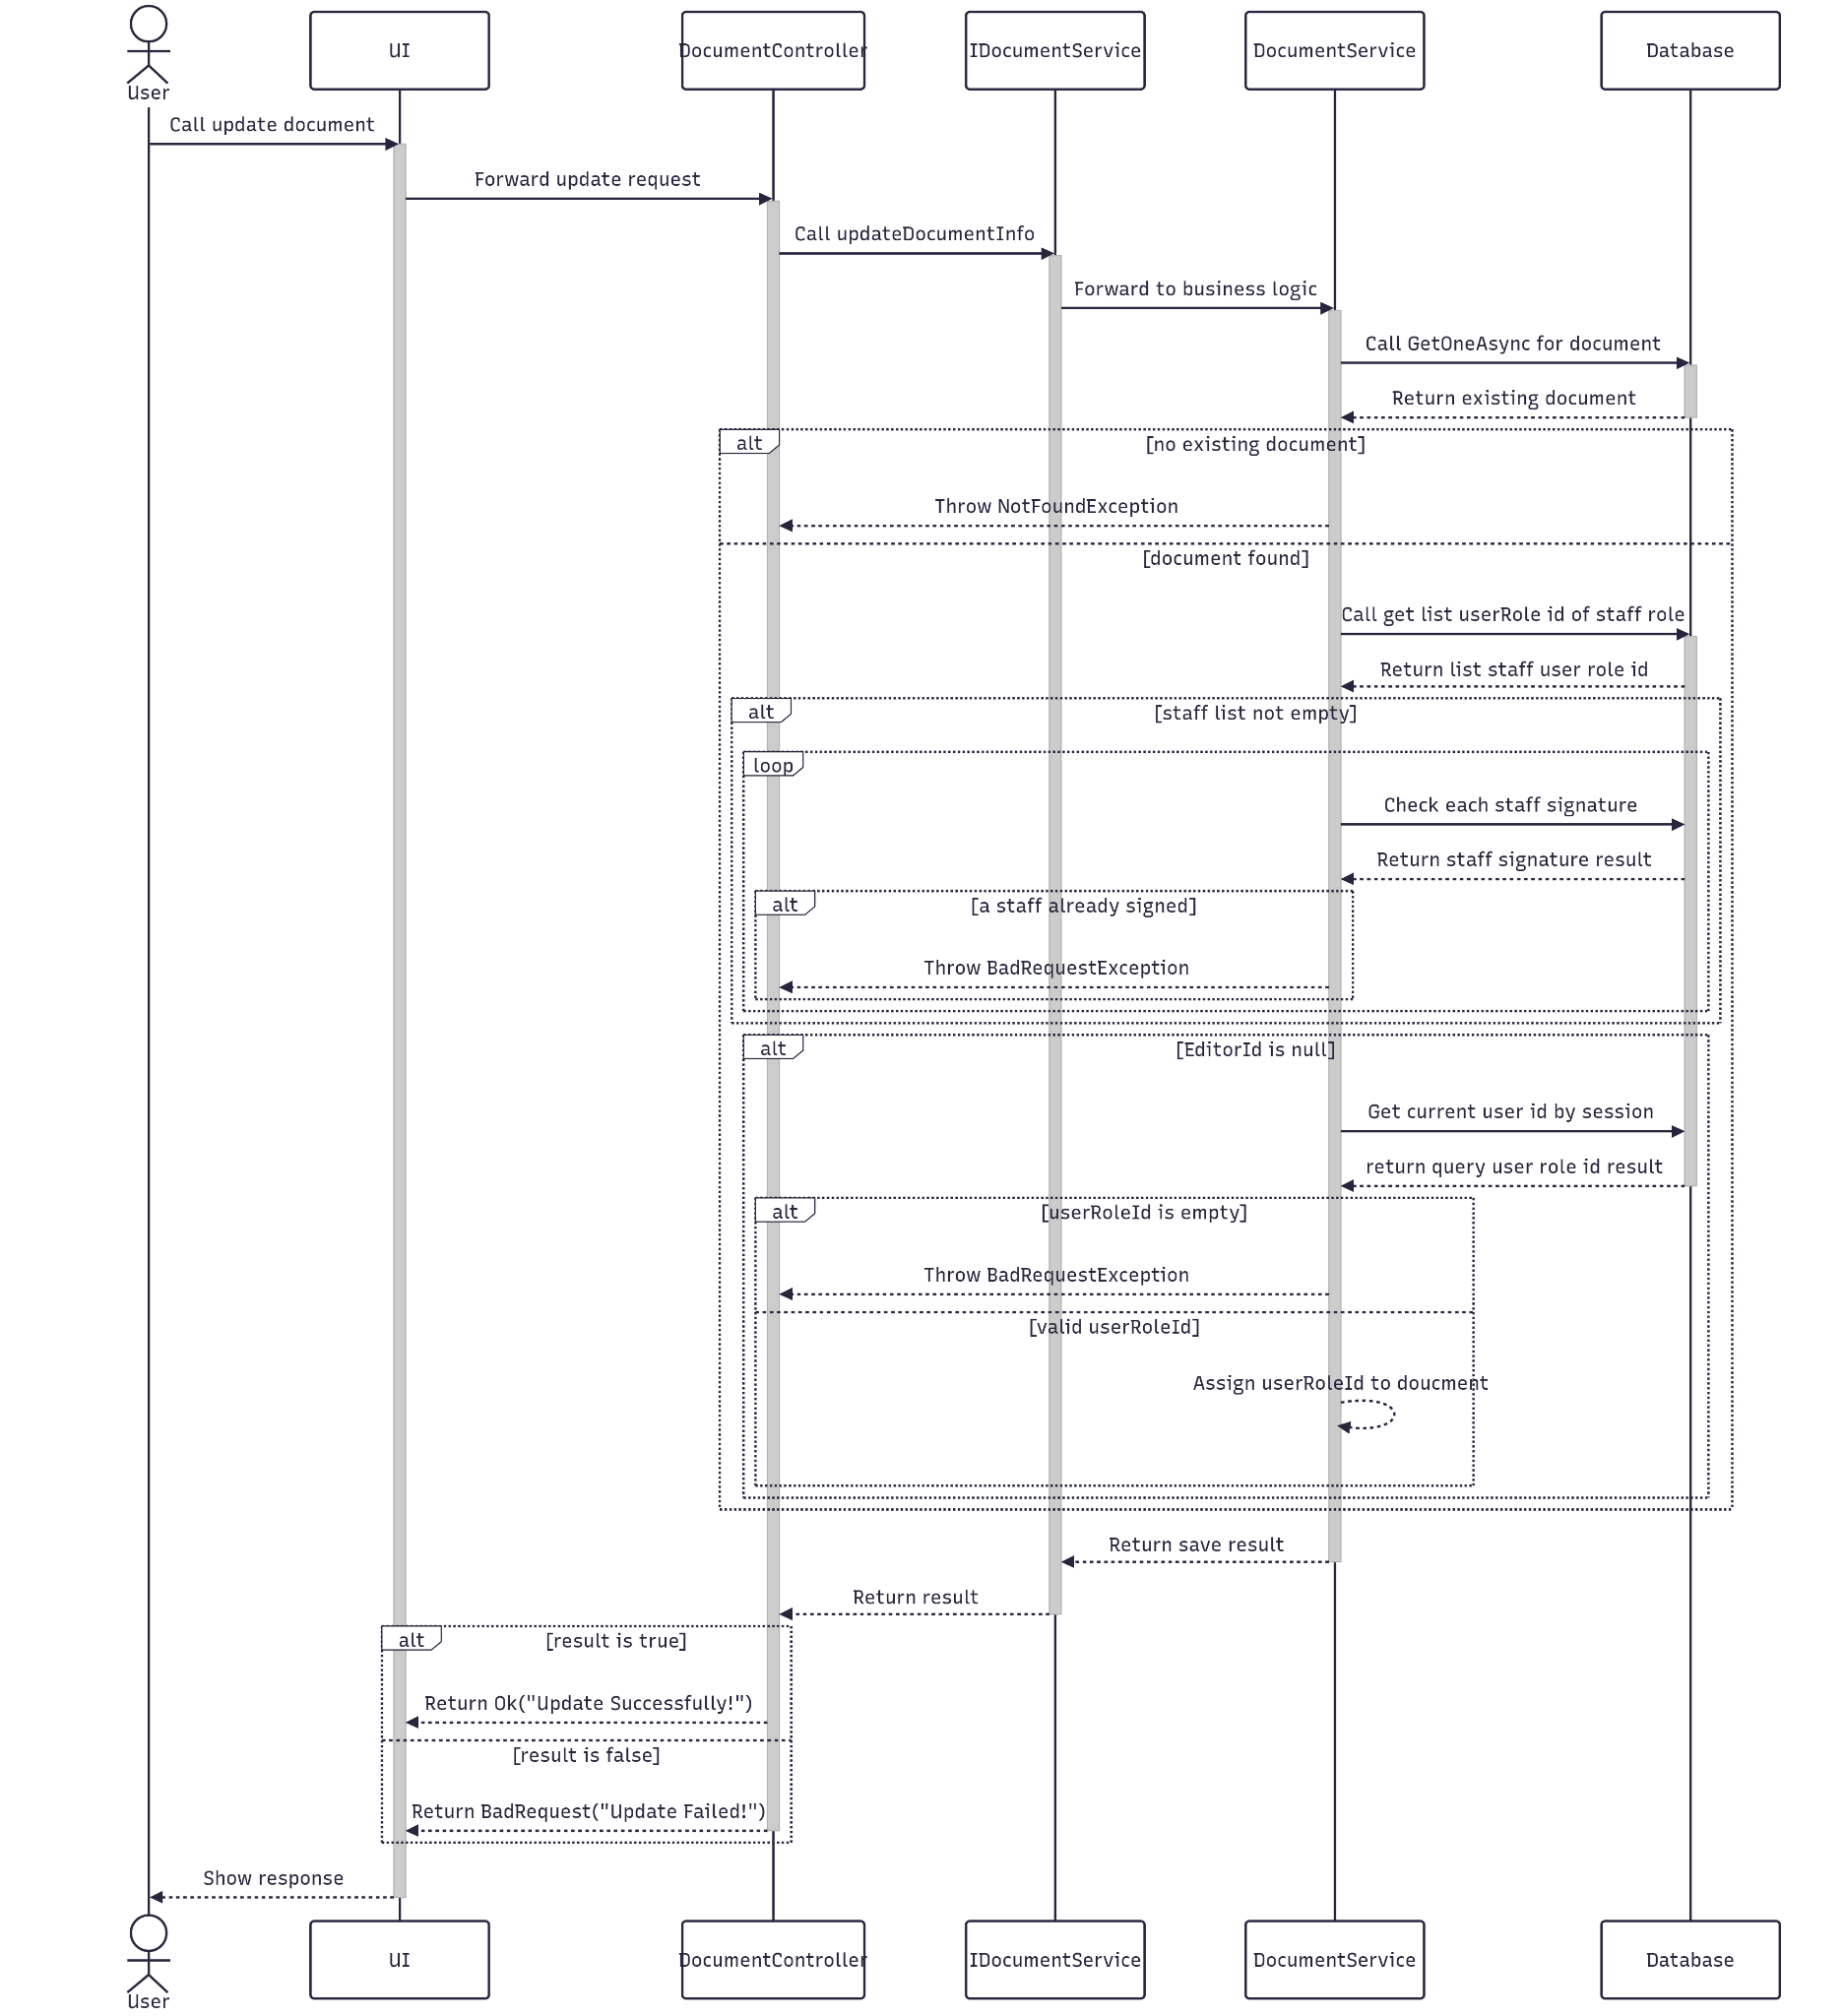 User
UI
DocumentController
IDocumentService
DocumentService
Database
Call update document
Forward update request
Call updateDocumentInfo
Forward to business logic
Call GetOneAsync for document
Return existing document
alt
[no existing document]
Throw NotFoundException
[document found]
Call get list userRole id of staff role
Return list staff user role id
alt
[staff list not empty]
loop
Check each staff signature
Return staff signature result
alt
[a staff already signed]
Throw BadRequestException
alt
[EditorId is null]
Get current user id by session
return query user role id result
alt
[userRoleId is empty]
Throw BadRequestException
[valid userRoleId]
Assign userRoleId to doucment
Return save result
Return result
alt
[result is true]
Return Ok("Update Successfully!")
[result is false]
Return BadRequest("Update Failed!")
Show response
User
UI
DocumentController
IDocumentService
DocumentService
Database